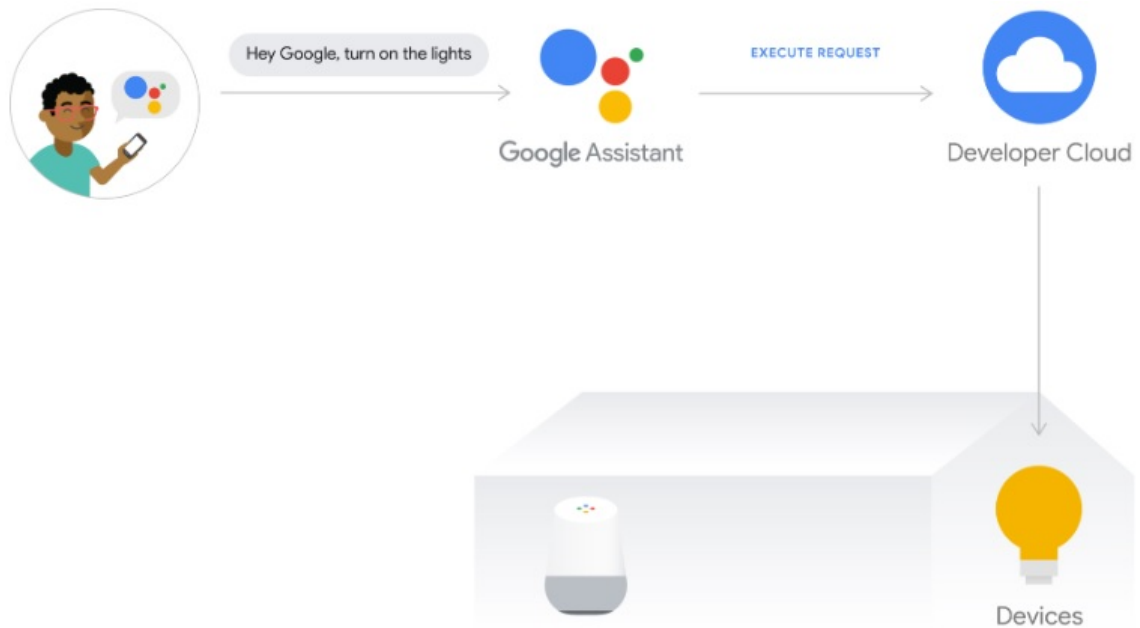 Hey Google, turn on the lights
EXECUTE REQUEST
Google Assistant
Developer Cloud
Devices